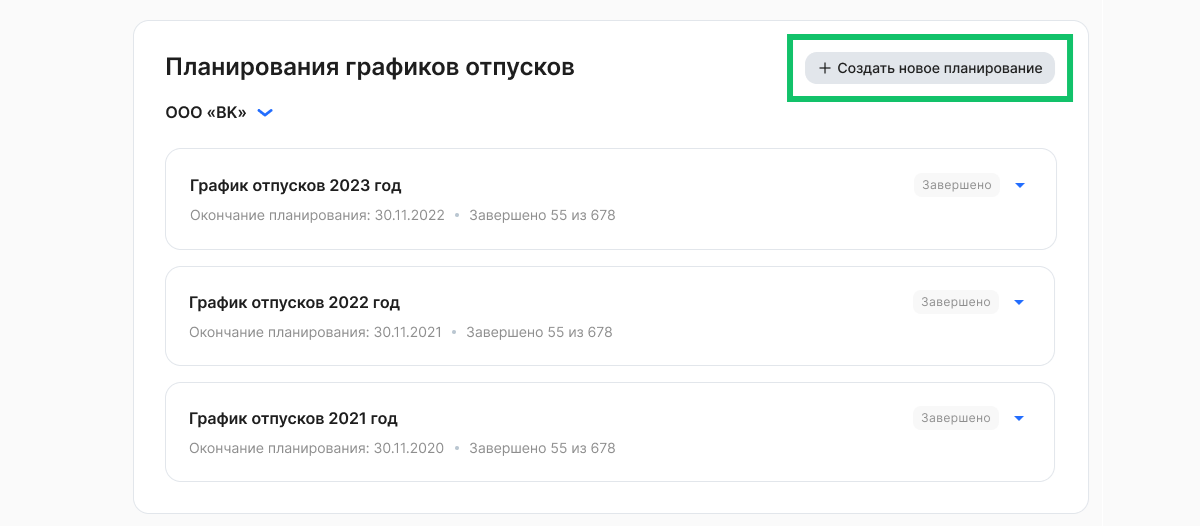 Планирования графиков отпусков
+ Создать новое планирование
ООО «ВК»
График отпусков 2023 год
Завершено
Окончание планирования: 30.11.2022 • Завершено 55 из 678
График отпусков 2022 год
Завершено
Окончание планирования: 30.11.2021 • Завершено 55 из 678
График отпусков 2021 год
Завершено
Окончание планирования: 30.11.2020 • Завершено 55 из 678